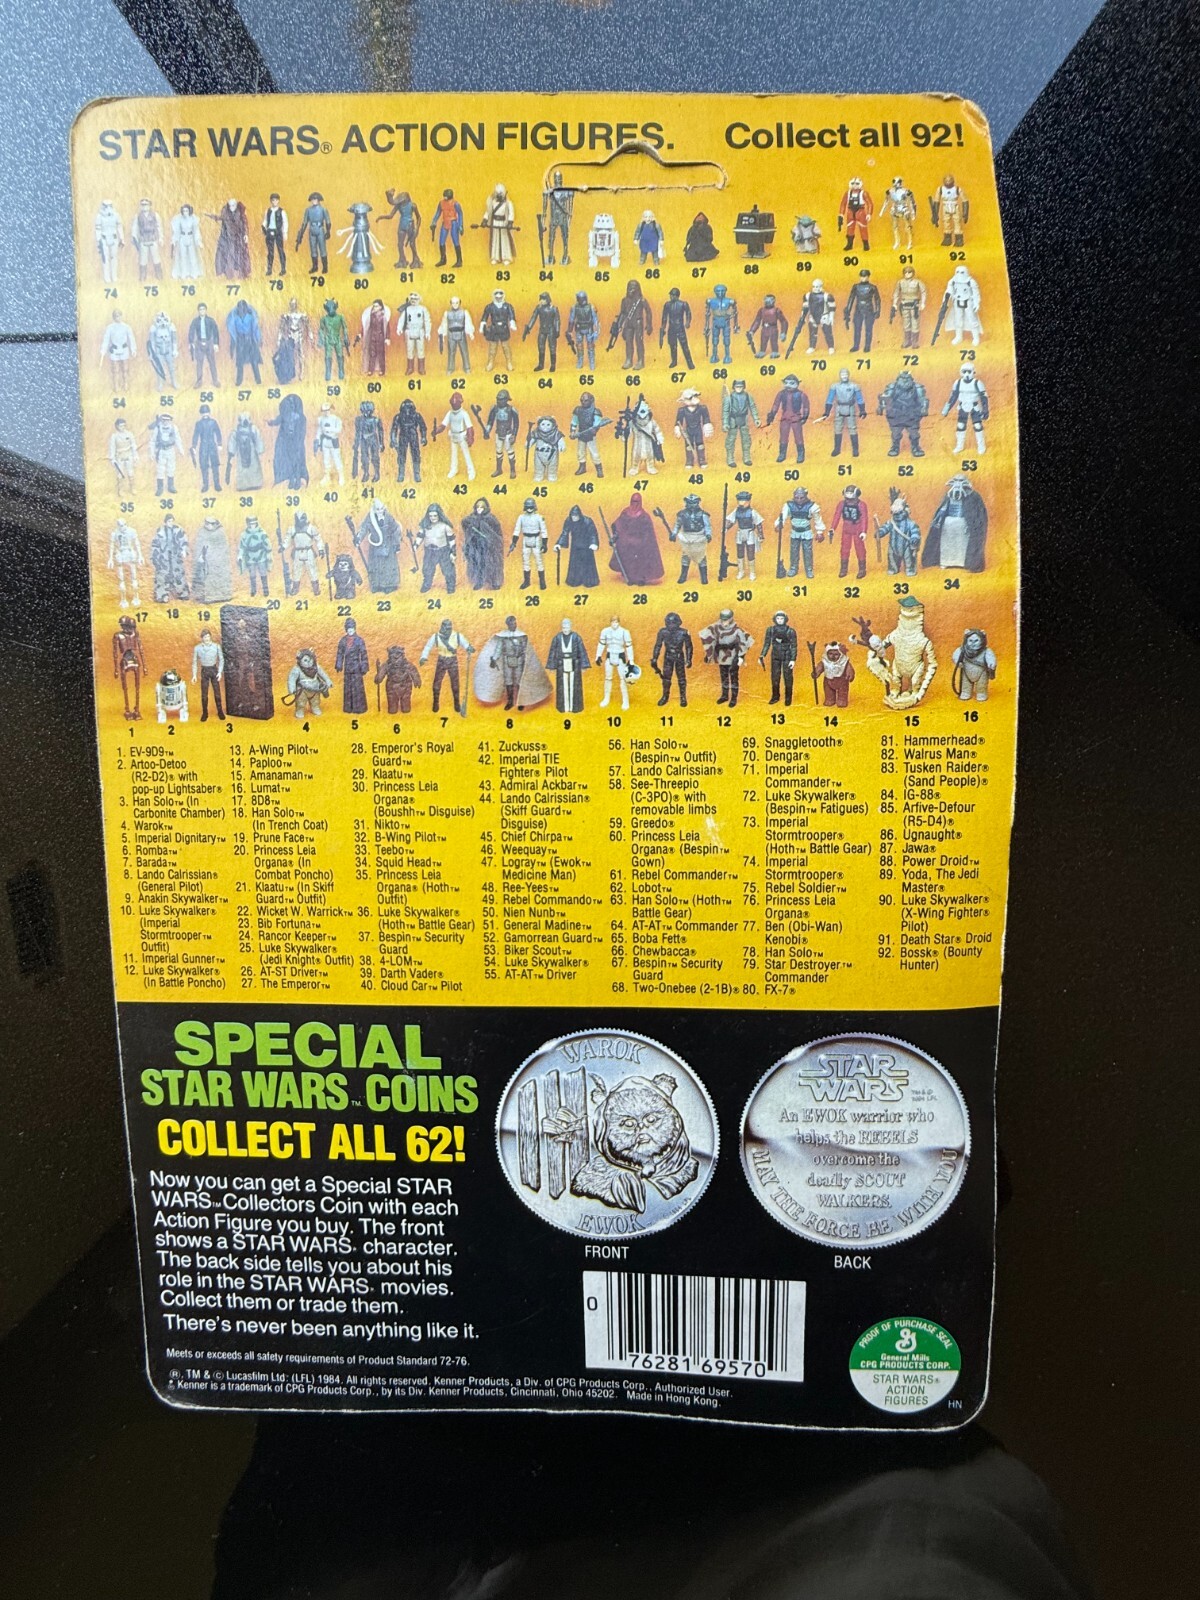 STAR WARS® ACTION FIGURES. Collect all 92!
74 75 76 77 78 79 80 81 82 83 84 85 86 87 88 89 90 91 92
54 55 56 57 58 59 60 61 62 63 64 65 66 67 68 69 70 71 72 73
35 36 37 38 39 40 41 42 43 44 45 46 47 48 49 50 51 52 53
17 18 19 20 21 22 23 24 25 26 27 28 29 30 31 32 33 34
1 2 3 4 5 6 7 8 9 10 11 12 13 14 15 16
1. EV-9D9™
2. Artoo-Detoo
(R2-D2)® with
pop-up Lightsaber®
3. Han Solo™ (In
Carbonite Chamber)
4. Warok™
5. Imperial Dignitary™
6. Romba™
7. Barada™
8. Lando Calrissian®
(General Pilot)
9. Anakin Skywalker™
10. Luke Skywalker®
(Imperial
Stormtrooper™
Outfit)
11. Imperial Gunner™
12. Luke Skywalker®
(In Battle Poncho)
13. A-Wing Pilot™
14. Paploo™
15. Amanaman™
16. Lumat™
17. 8D8™
18. Han Solo™
(In Trench Coat)
19. Prune Face™
20. Princess Leia
Organa® (In
Combat Poncho)
21. Klaatu™ (In Skiff
Guard™ Outfit)
22. Wicket W. Warrick™
23. Bib Fortuna™
24. Rancor Keeper™
25. Luke Skywalker®
(Jedi Knight® Outfit)
26. AT-ST Driver™
27. The Emperor™
28. Emperor's Royal
Guard™
29. Klaatu™
30. Princess Leia
Organa®
(Boushh™ Disguise)
31. Nikto™
32. B-Wing Pilot™
33. Teebo™
34. Squid Head™
35. Princess Leia
Organa® (Hoth™
Outfit)
36. Luke Skywalker®
(Hoth™ Battle Gear)
37. Bespin™ Security
Guard
38. 4-LOM™
39. Darth Vader®
40. Cloud Car™ Pilot
41. Zuckuss®
42. Imperial TIE
Fighter® Pilot
43. Admiral Ackbar™
44. Lando Calrissian®
(Skiff Guard™
Disguise)
45. Chief Chirpa™
46. Weequay™
47. Logray™ (Ewok™
Medicine Man)
48. Ree-Yees™
49. Rebel Commando™
50. Nien Nunb™
51. General Madine™
52. Gamorrean Guard™
53. Biker Scout™
54. Luke Skywalker®
55. AT-AT™ Driver
56. Han Solo™
(Bespin™ Outfit)
57. Lando Calrissian®
58. See-Threepio
(C-3PO)® with
removable limbs
59. Greedo®
60. Princess Leia
Organa® (Bespin™
Gown)
61. Rebel Commander™
62. Lobot™
63. Han Solo™ (Hoth™
Battle Gear)
64. AT-AT™ Commander
65. Boba Fett®
66. Chewbacca®
67. Bespin™ Security
Guard
68. Two-Onebee (2-1B)®
69. Snaggletooth®
70. Dengar®
71. Imperial
Commander™
72. Luke Skywalker®
(Bespin™ Fatigues)
73. Imperial
Stormtrooper®
(Hoth™ Battle Gear)
74. Imperial
Stormtrooper®
75. Rebel Soldier™
76. Princess Leia
Organa®
77. Ben (Obi-Wan)
Kenobi®
78. Han Solo™
79. Star Destroyer™
Commander
80. FX-7®
81. Hammerhead®
82. Walrus Man®
83. Tusken Raider®
(Sand People)®
84. IG-88®
85. Arfive-Defour
(R5-D4)®
86. Ugnaught®
87. Jawa®
88. Power Droid™
89. Yoda, The Jedi
Master®
90. Luke Skywalker®
(X-Wing Fighter®
Pilot)
91. Death Star® Droid
92. Bossk® (Bounty
Hunter)
SPECIAL
STAR WARS™ COINS
COLLECT ALL 62!
Now you can get a Special STAR
WARS™ Collectors Coin with each
Action Figure you buy. The front
shows a STAR WARS® character.
The back side tells you about his
role in the STAR WARS® movies.
Collect them or trade them.
There's never been anything like it.
WAROK
EWOK
FRONT
STAR
WARS
An EWOK warrior who
helps the REBELS
overcome the
deadly SCOUT
WALKERS.
MAY THE FORCE BE WITH YOU
BACK
0 76281 69570
PROOF OF PURCHASE SEAL
General Mills
CPG PRODUCTS CORP.
STAR WARS®
ACTION
FIGURES
HN
Meets or exceeds all safety requirements of Product Standard 72-76.
®, TM & © Lucasfilm Ltd. (LFL) 1984. All rights reserved. Kenner Products, a Div. of CPG Products Corp., Authorized User.
* Kenner is a trademark of CPG Products Corp., by its Div. Kenner Products, Cincinnati, Ohio 45202. Made in Hong Kong.